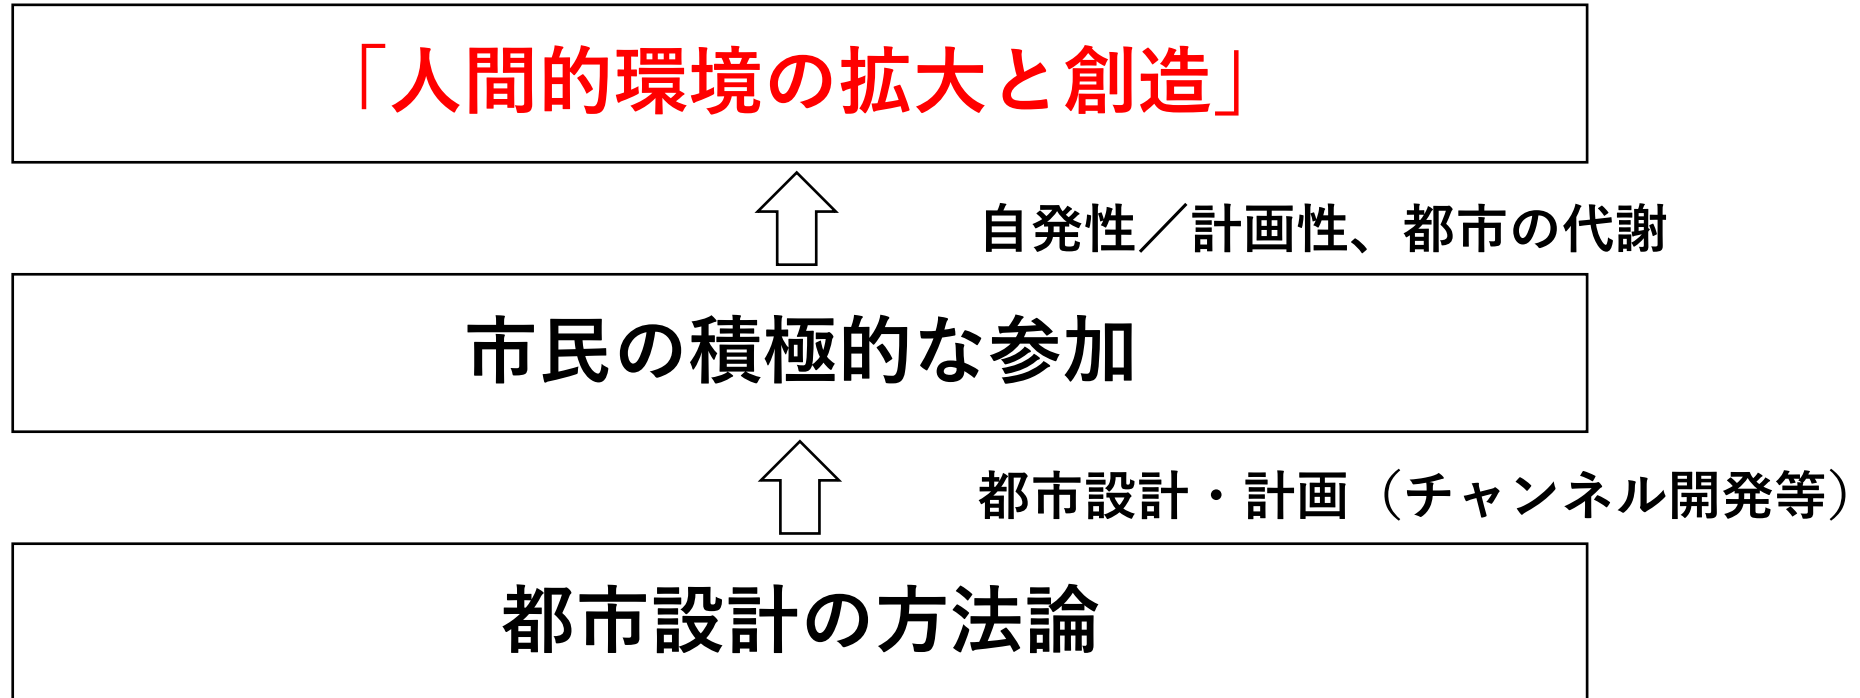 「人間的環境の拡大と創造」
自発性／計画性、都市の代謝
市民の積極的な参加
都市設計・計画（チャンネル開発等）
都市設計の方法論